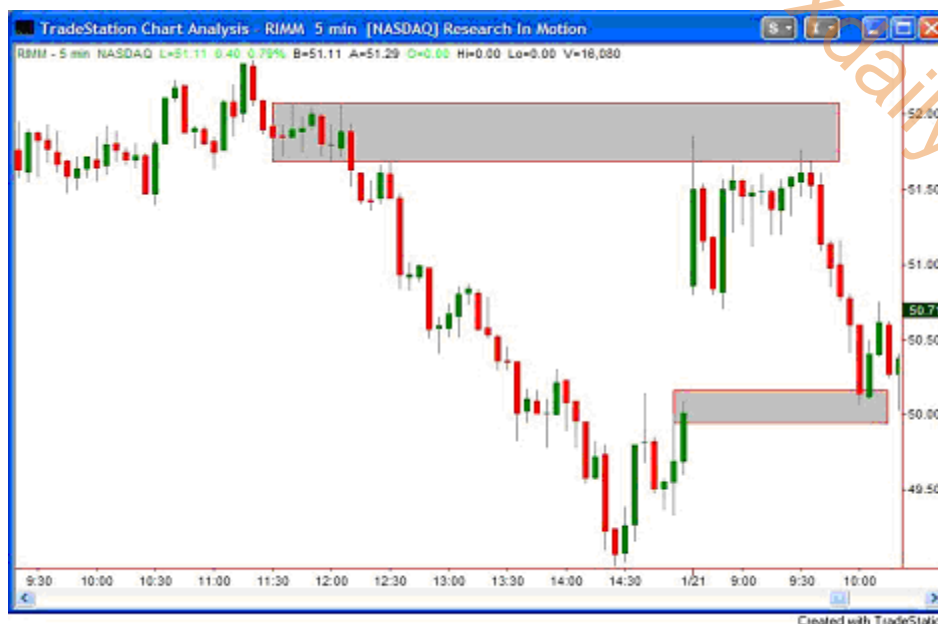 TradeStation Chart Analysis - RIMM 5 min [NASDAQ] Research In Motion
RIMM - 5 min NASDAQ L=51.11 0.40 0.79% B=51.11 A=51.29 O=0.00 Hi=0.00 Lo=0.00 V=16,080
52.00
51.50
51.00
50.71
50.50
50.00
49.50
9:30 10:00 10:30 11:00 11:30 12:00 12:30 13:00 13:30 14:00 14:30 1/21 9:00 9:30 10:00
Created with TradeStatio